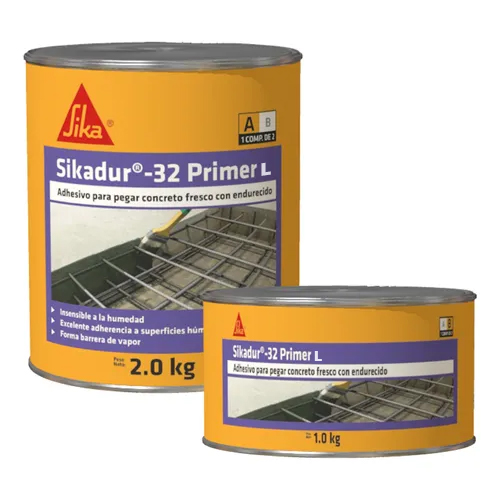 Sika
A B
1 COMP. DE 2
Sikadur®-32 Primer L
Adhesivo para pegar concreto fresco con endurecido
Insensible a la humedad
Excelente adherencia a superficies húm
Forma barrera de vapor
Peso Neto: 2.0 kg
Sika
A B
Sikadur®-32 Primer L
Adhesivo para pegar concreto fresco con endurecido
1.0 kg